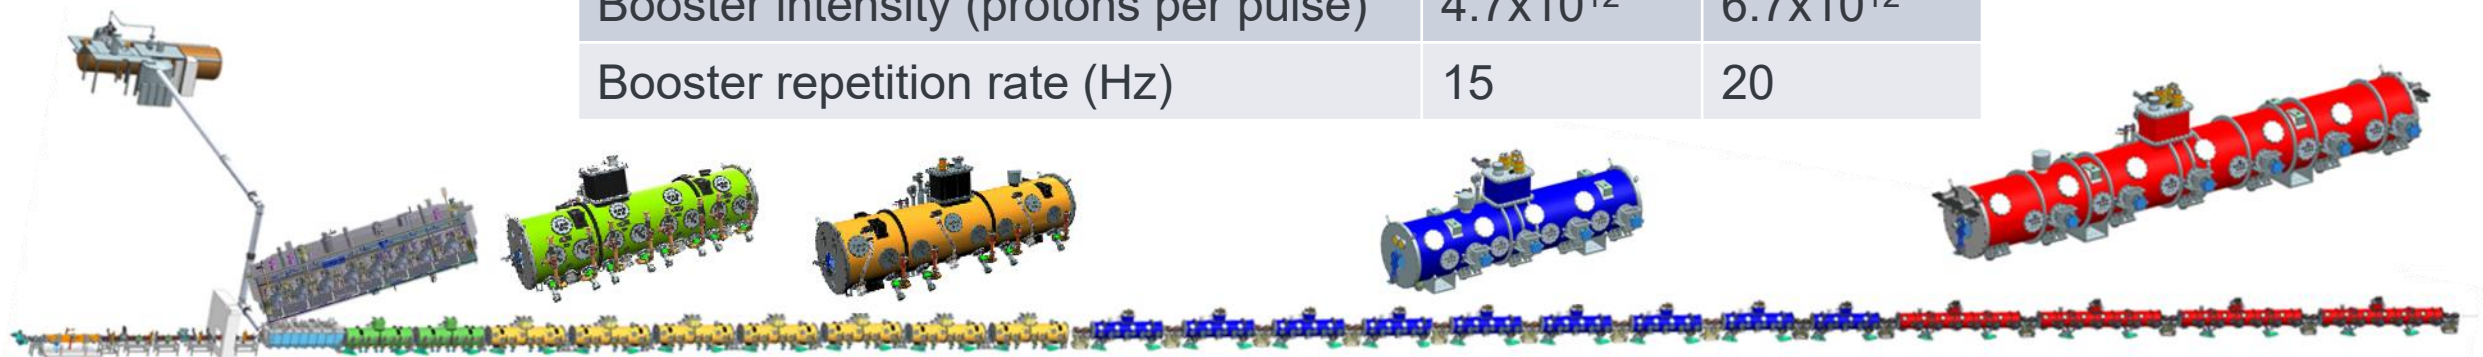 Booster intensity (protons per pulse) 4.7x10¹² 6.7x10¹²
Booster repetition rate (Hz) 15 20